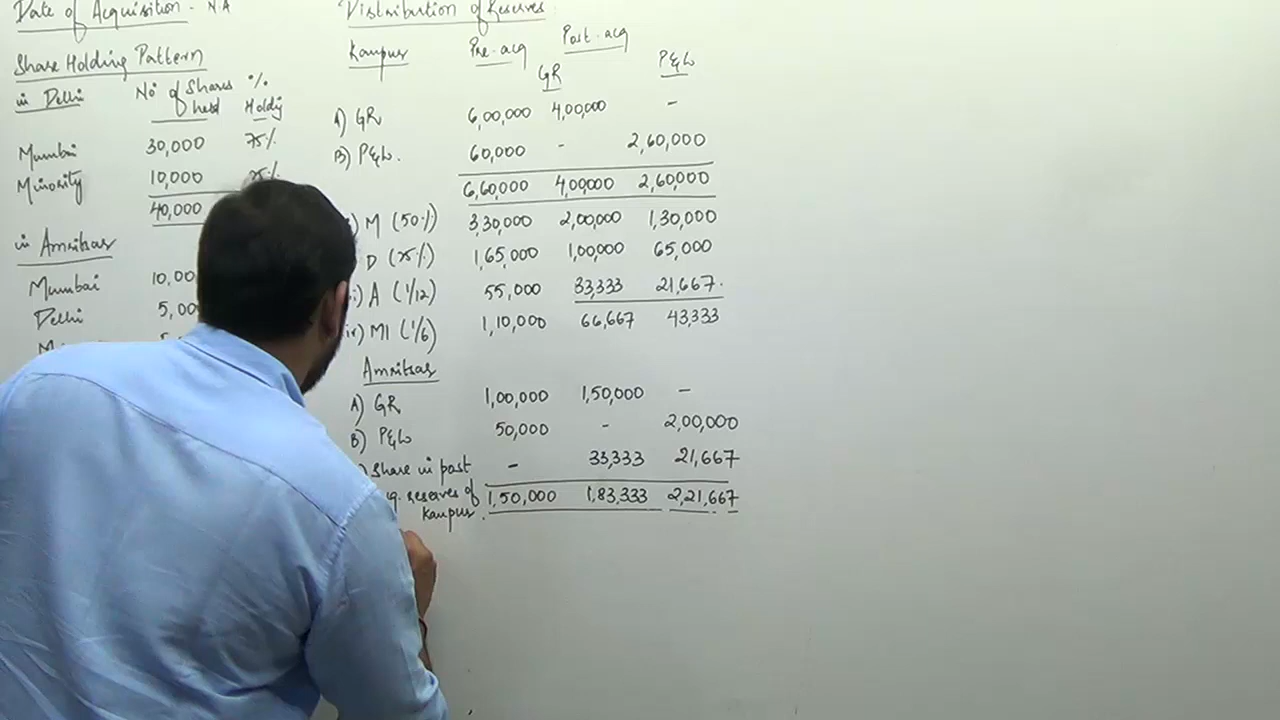 Date of Acquisition - N.A
Share Holding Pattern
in Delhi No of Shares held % Holdg
Mumbai 30,000 75%
Minority 10,000 25%
40,000
in Amritsar
Mumbai 10,00
Delhi 5,00
Distribution of Reserves
Kanpur Pre-acq Post-acq
GR P&L
A) GR 6,00,000 4,00,000 -
B) P&L. 60,000 - 2,60,000
6,60,000 4,00,000 2,60,000
M (50%) 3,30,000 2,00,000 1,30,000
D (25%) 1,65,000 1,00,000 65,000
A (1/12) 55,000 33,333 21,667.
iv) MI (1/6) 1,10,000 66,667 43,333
Amritsar
A) GR 1,00,000 1,50,000 -
B) P&L 50,000 - 2,00,000
Share in post - 33,333 21,667
q. reserves of 1,50,000 1,83,333 2,21,667
Kanpur.